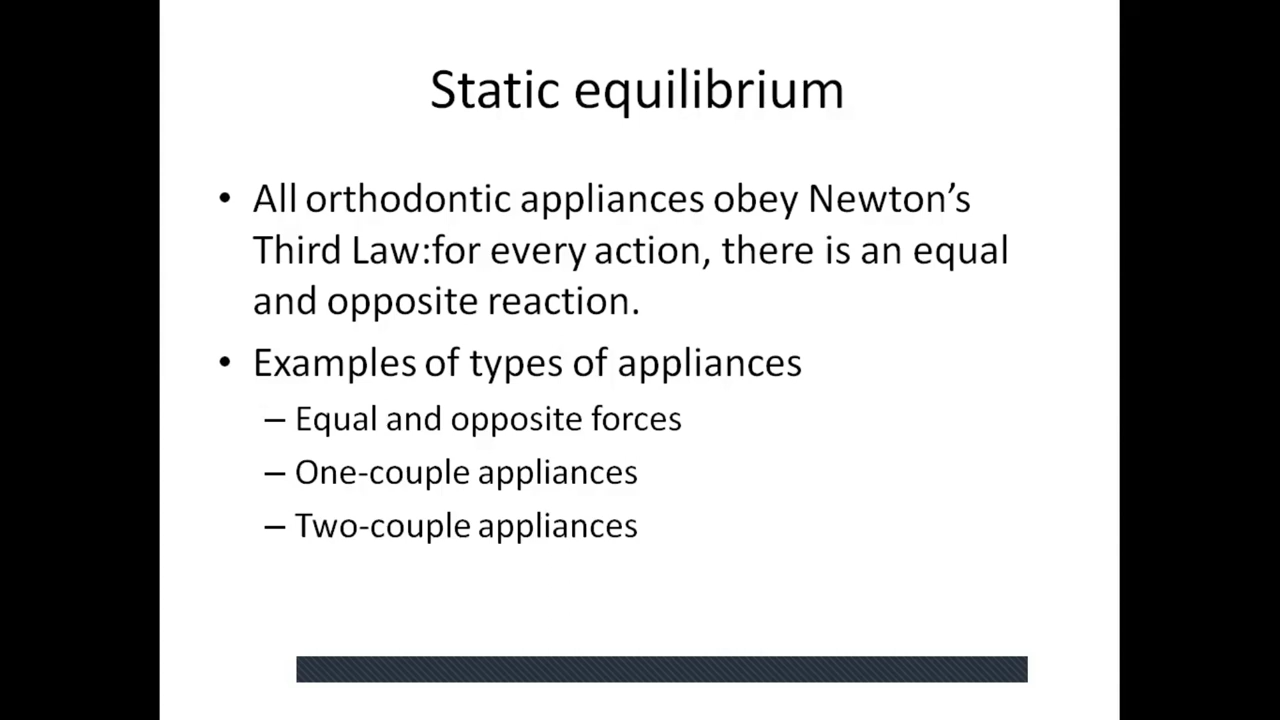 Static equilibrium
• All orthodontic appliances obey Newton’s
Third Law:for every action, there is an equal
and opposite reaction.
• Examples of types of appliances
– Equal and opposite forces
– One-couple appliances
– Two-couple appliances